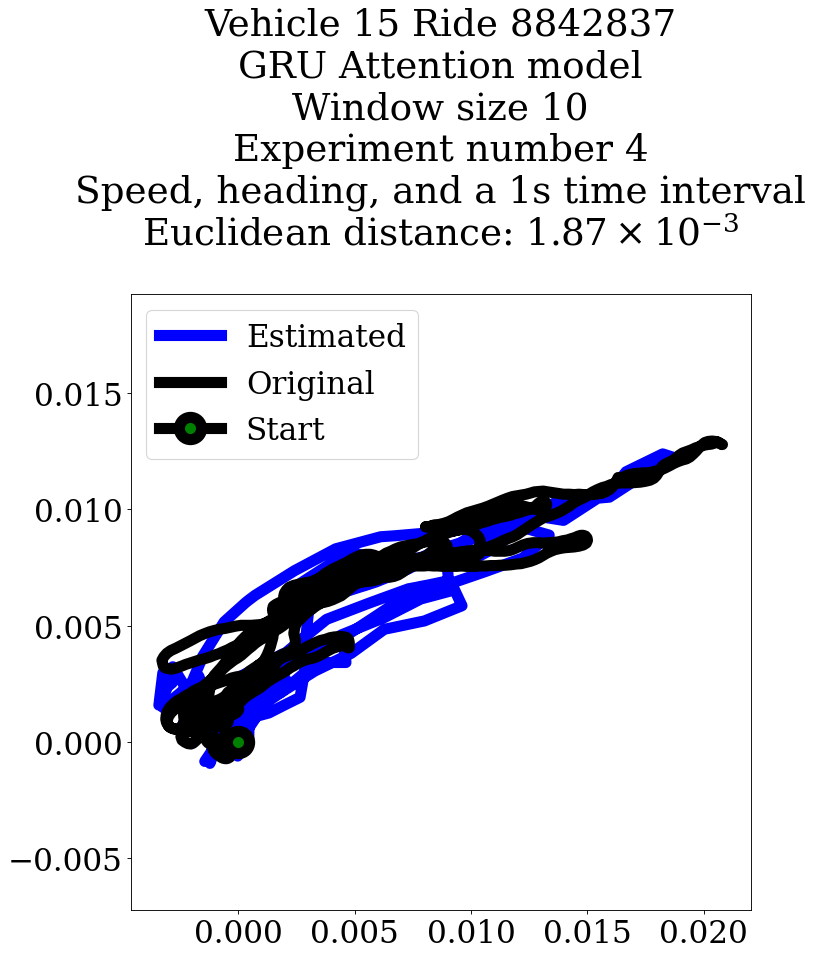 Vehicle 15 Ride 8842837
GRU Attention model
Window size 10
Experiment number 4
Speed, heading, and a 1s time interval
Euclidean distance: 1.87 × 10⁻³
Estimated
Original
Start
0.015
0.010
0.005
0.000
−0.005
0.000 0.005 0.010 0.015 0.020